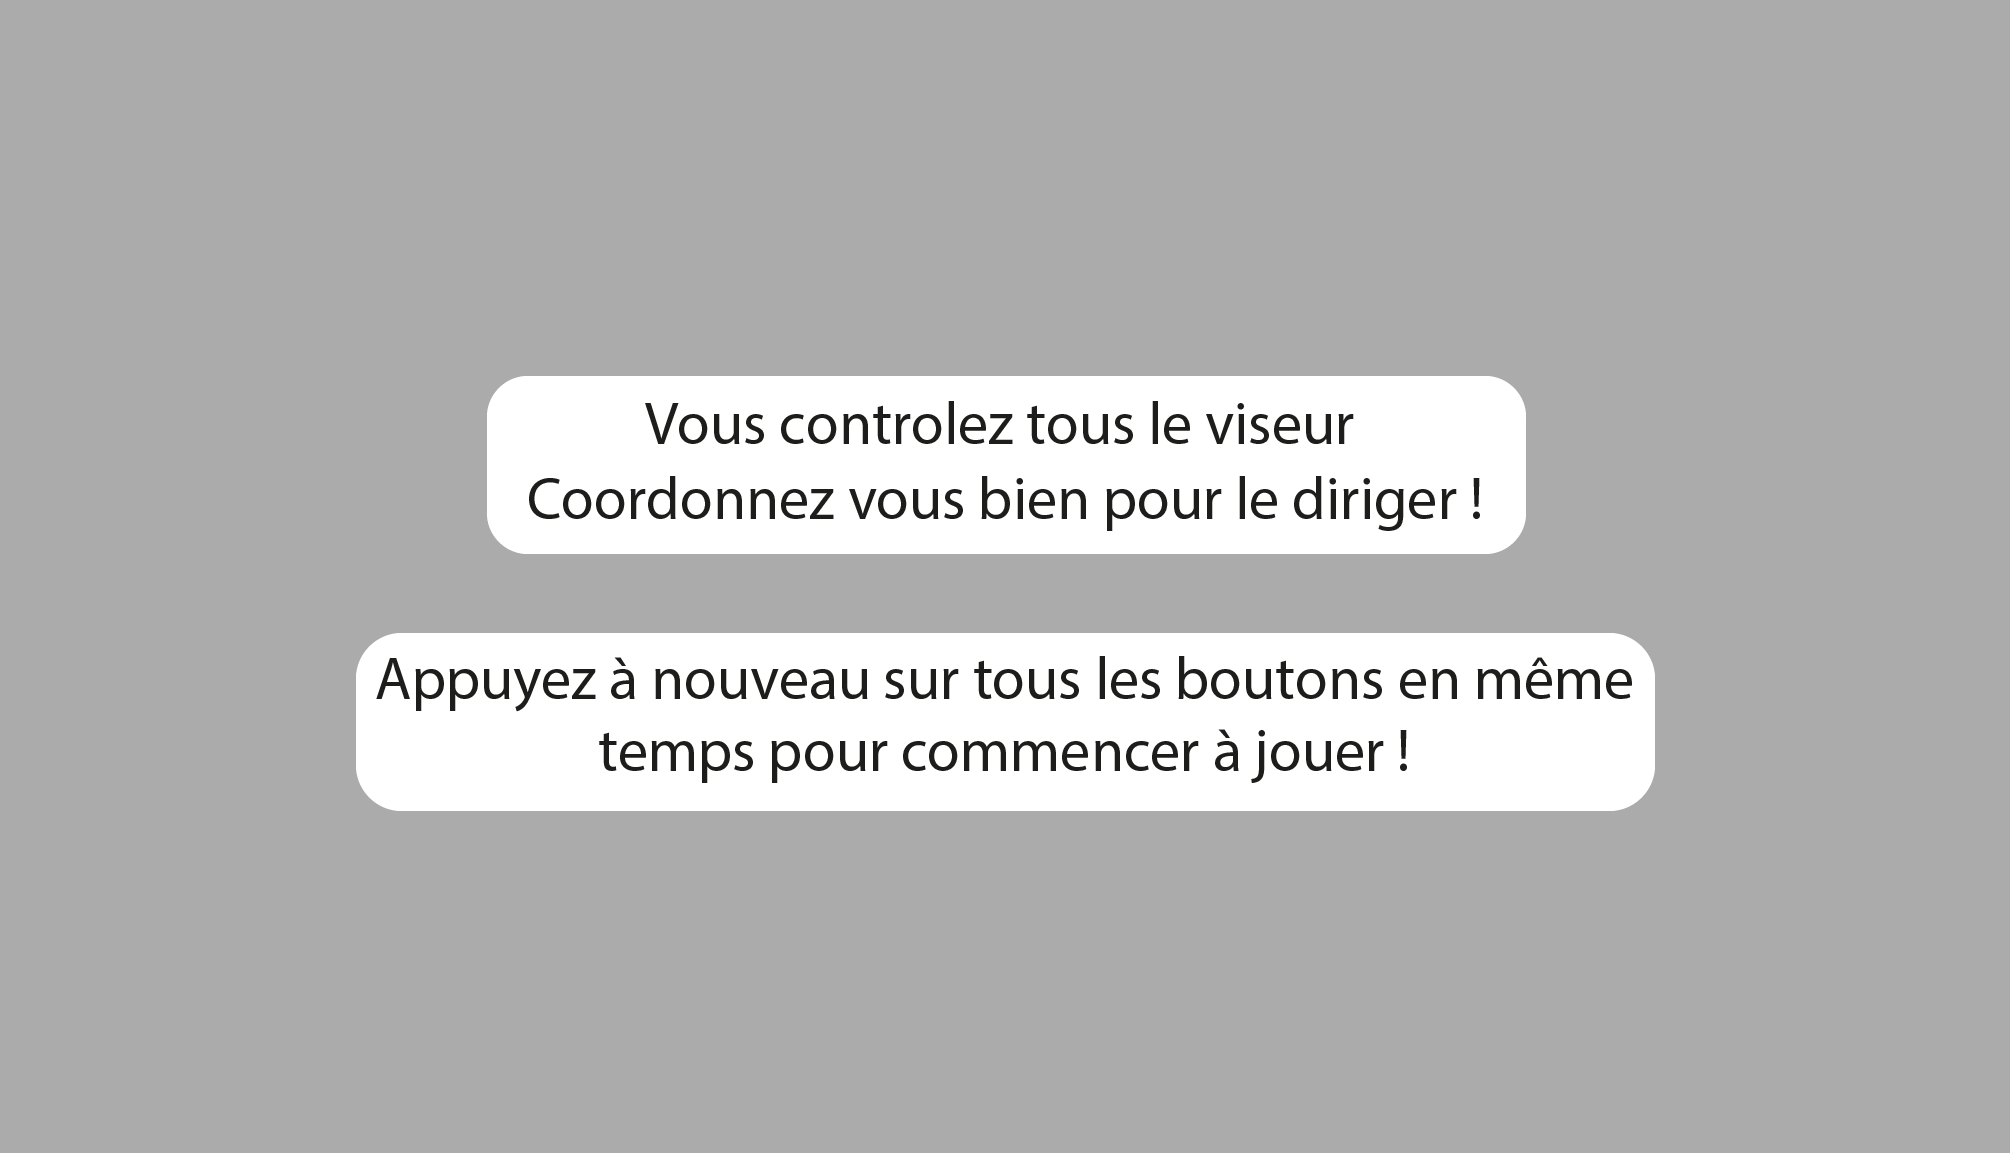 Vous controlez tous le viseur
Coordonnez vous bien pour le diriger !
Appuyez à nouveau sur tous les boutons en même
temps pour commencer à jouer !